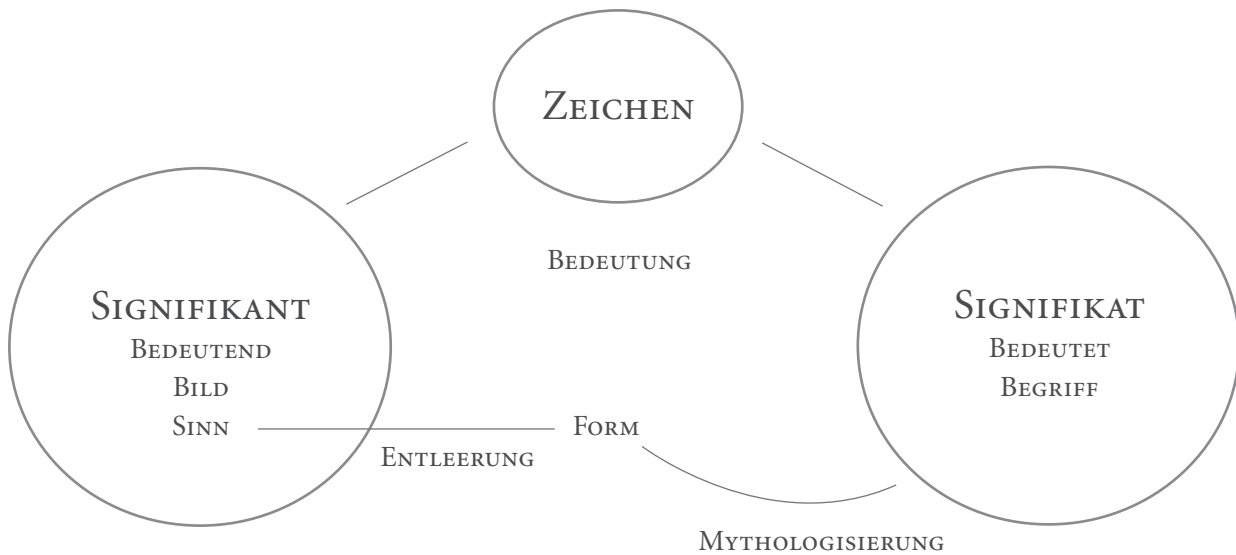 Zeichen
Bedeutung
Signifikant
Bedeutend
Bild
Sinn
Signifikat
Bedeutet
Begriff
Form
Entleerung
Mythologisierung